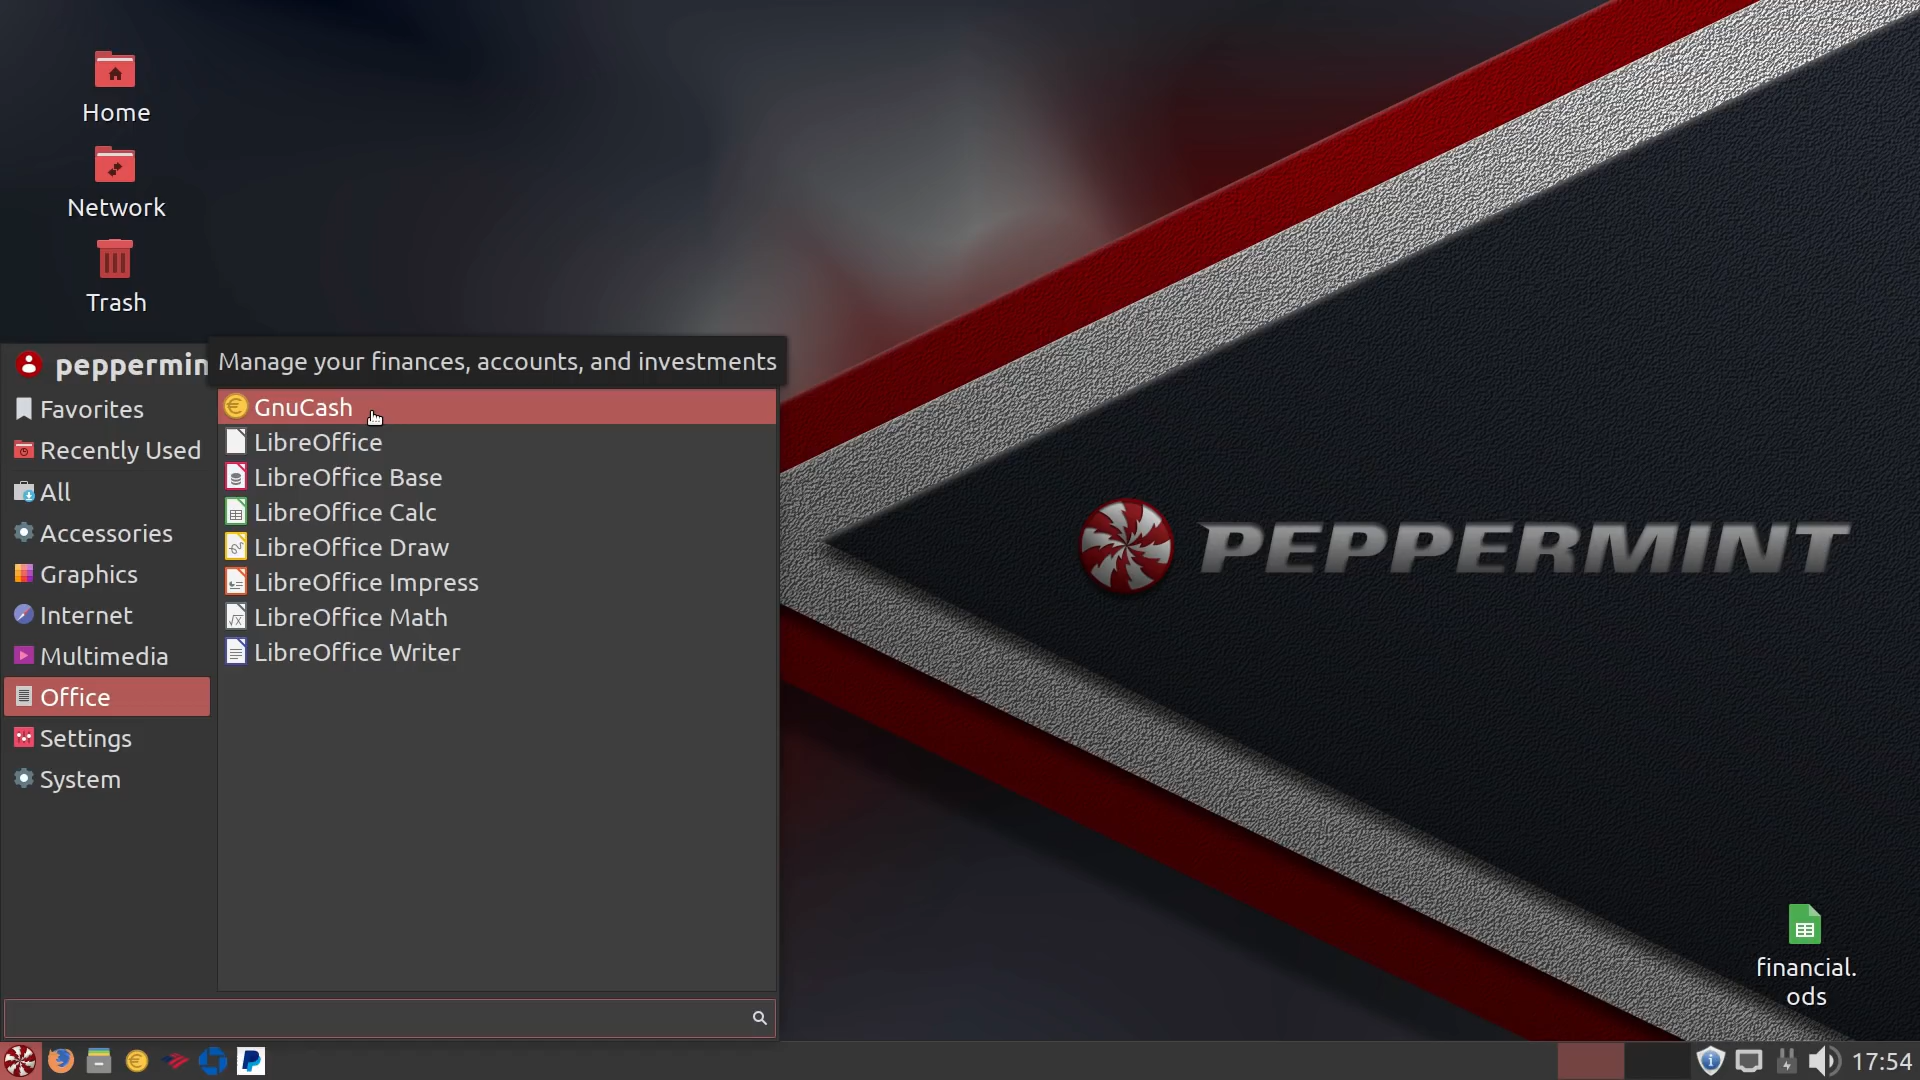 Home
Network
Trash
peppermin
Manage your finances, accounts, and investments
Favorites
Recently Used
All
Accessories
Graphics
Internet
Multimedia
Office
Settings
System
GnuCash
LibreOffice
LibreOffice Base
LibreOffice Calc
LibreOffice Draw
LibreOffice Impress
LibreOffice Math
LibreOffice Writer
PEPPERMINT
financial.
ods
17:54